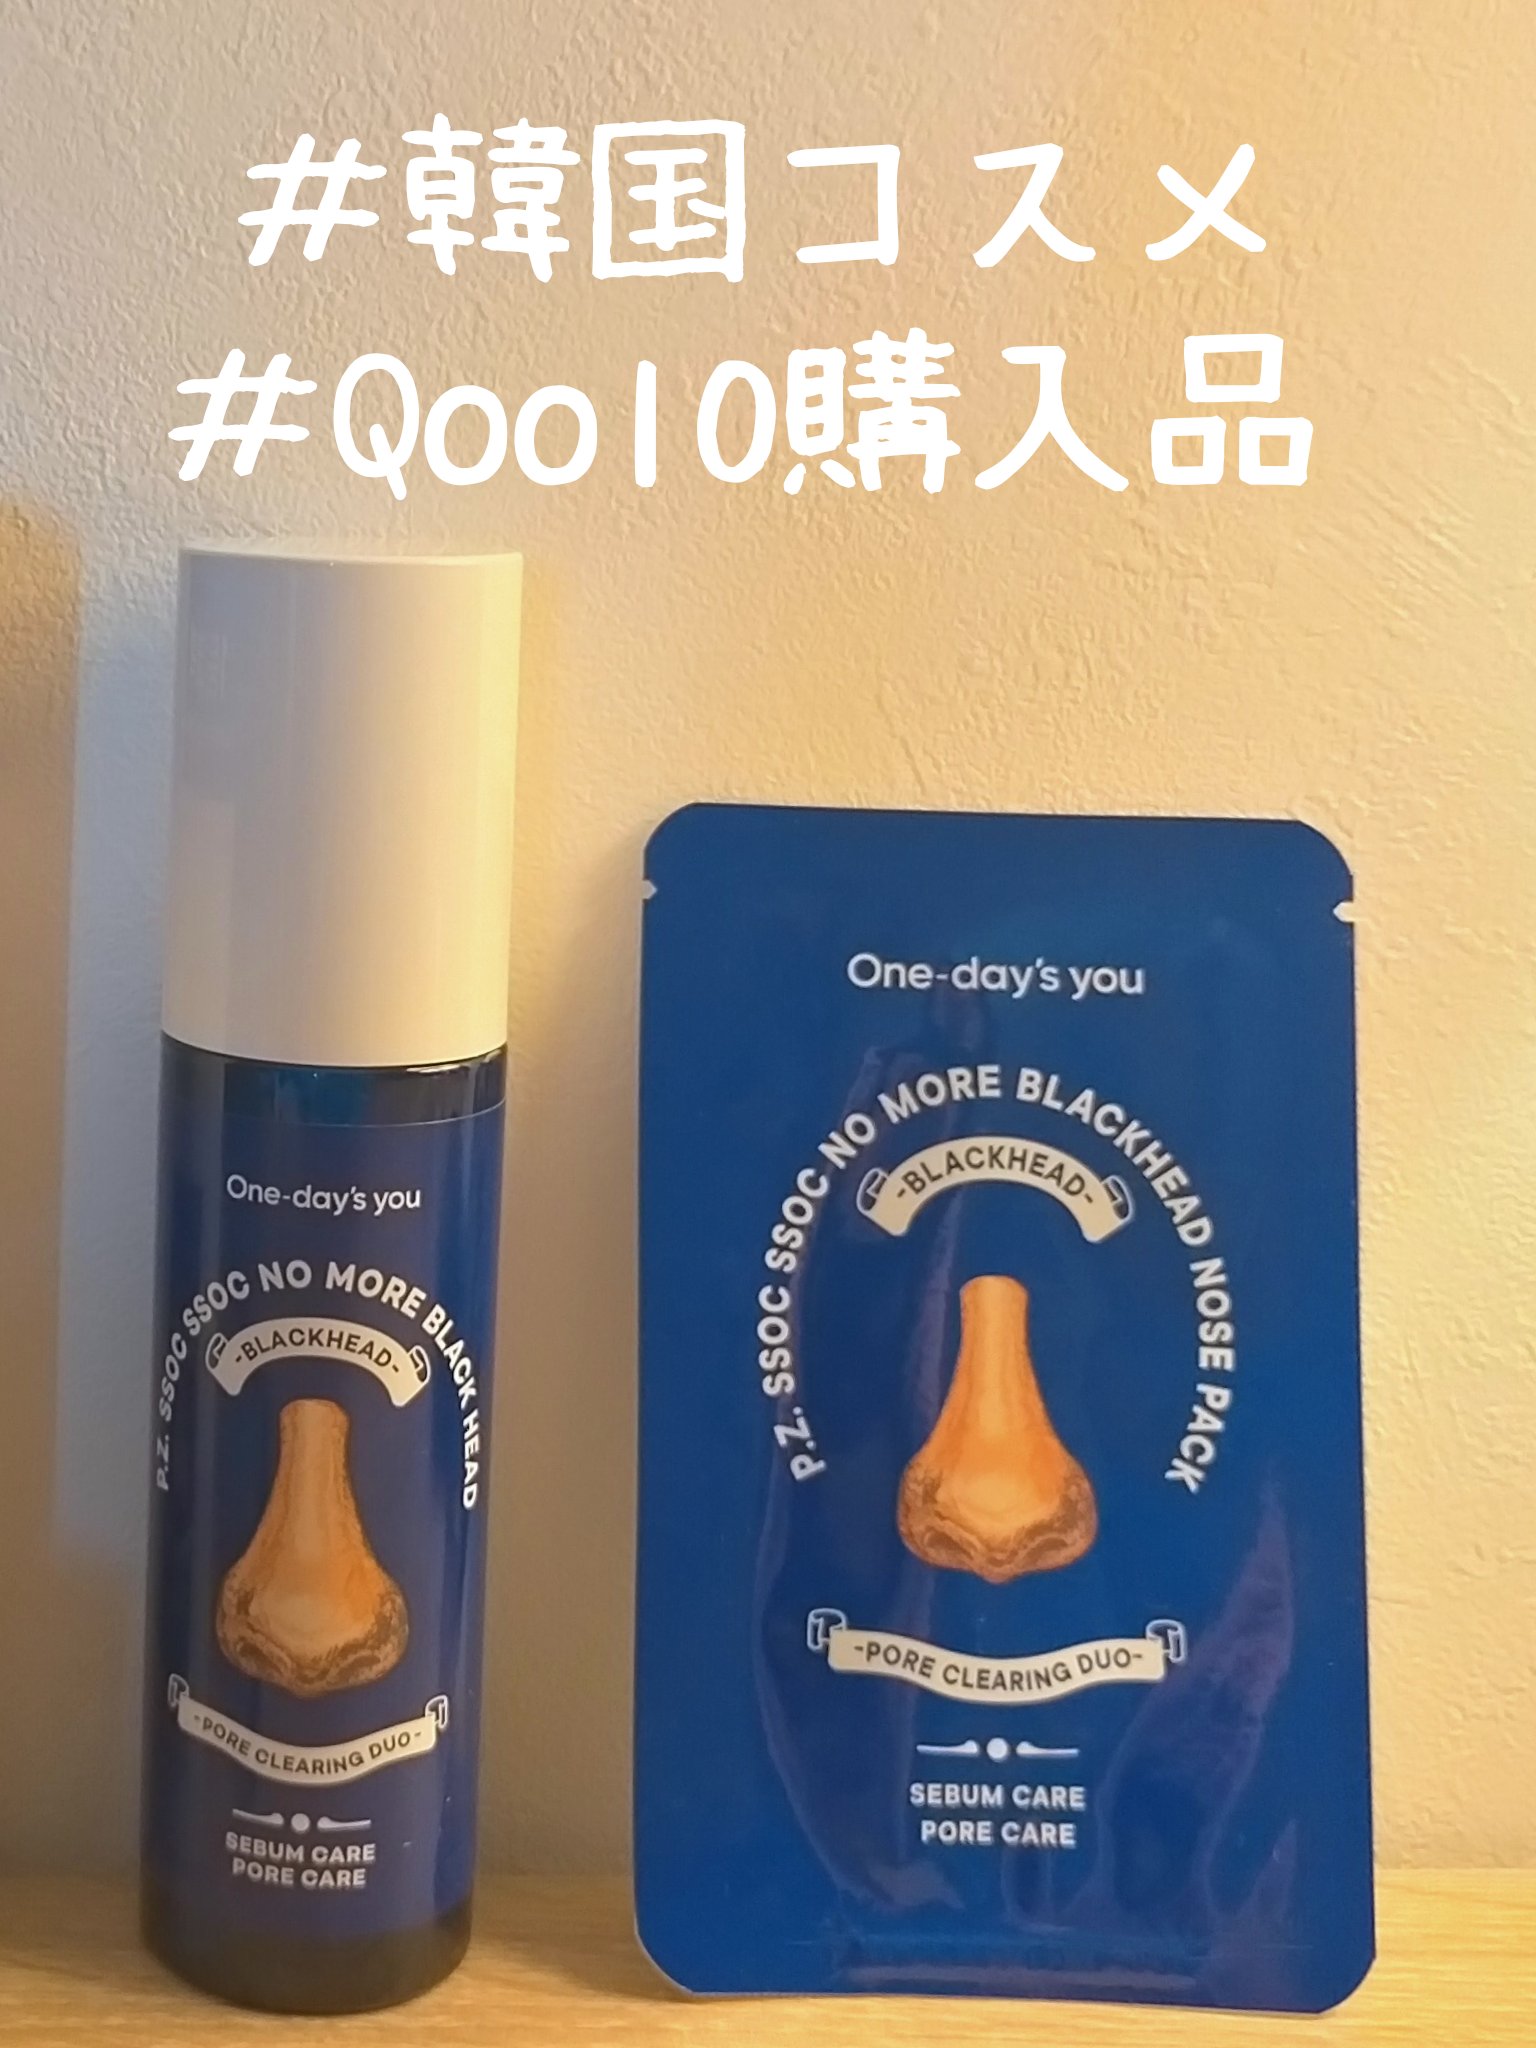 #韓国コスメ
#Qoo10購入品
One-day's you
P.Z. SSOC SSOC NO MORE BLACK HEAD
-BLACKHEAD-
-PORE CLEARING DUO-
SEBUM CARE
PORE CARE
One-day's you
P.Z. SSOC SSOC NO MORE BLACKHEAD NOSE PACK
-BLACKHEAD-
-PORE CLEARING DUO-
SEBUM CARE
PORE CARE